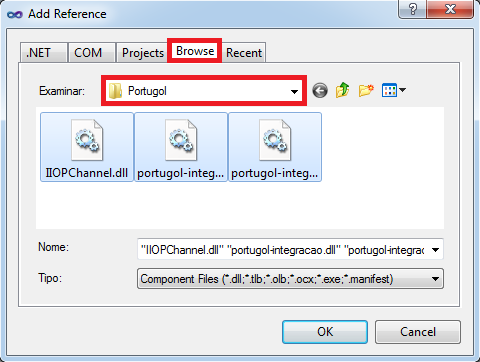 Add Reference
.NET COM Projects Browse Recent
Examinar: Portugol
IIOPChannel.dll portugol-integ... portugol-integ...
Nome: "IIOPChannel.dll" "portugol-integracao.dll" "portugol-integrac
Tipo: Component Files (*.dll;*.tlb;*.olb;*.ocx;*.exe;*.manifest)
OK Cancel